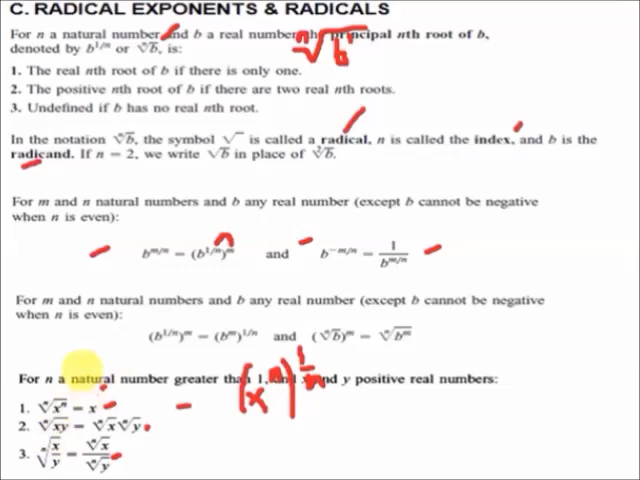 C. RADICAL EXPONENTS & RADICALS
For n a natural number and b a real number, the principal nth root of b,
denoted by b^{1/n} or ⁿ√b, is:
ⁿ√b
1. The real nth root of b if there is only one.
2. The positive nth root of b if there are two real nth roots.
3. Undefined if b has no real nth root.
In the notation ⁿ√b, the symbol √ is called a radical, n is called the index, and b is the
radicand. If n = 2, we write √b in place of ²√b.
For m and n natural numbers and b any real number (except b cannot be negative
when n is even):
b^{m/n} = (b^{1/n})^m and b^{-m/n} = 1/b^{m/n}
For m and n natural numbers and b any real number (except b cannot be negative
when n is even):
(b^{1/n})^m = (b^m)^{1/n} and (ⁿ√b)^m = ⁿ√b^m
For n a natural number greater than 1, and x and y positive real numbers:
(x^n)^{1/n}
1. ⁿ√x^n = x
2. ⁿ√xy = ⁿ√x ⁿ√y
3. ⁿ√x/y = ⁿ√x/ⁿ√y